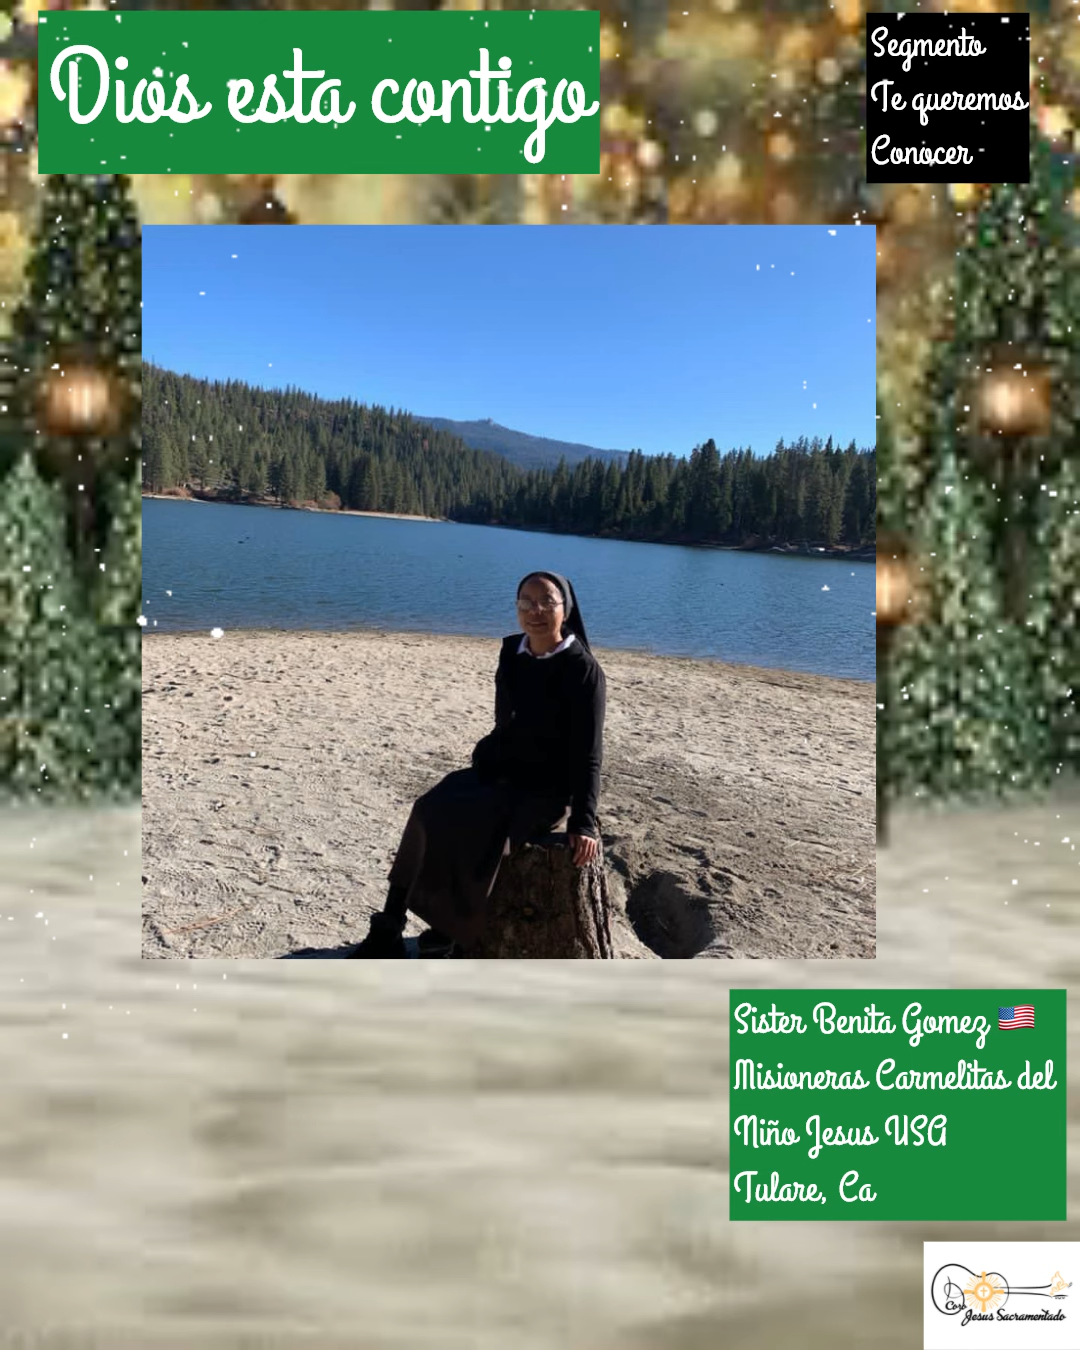 Dios esta contigo
Segmento
Te queremos
Conocer
Sister Benita Gomez 🇺🇸
Misioneras Carmelitas del
Niño Jesus USA
Tulare, Ca
Coro
Jesus Sacramentado